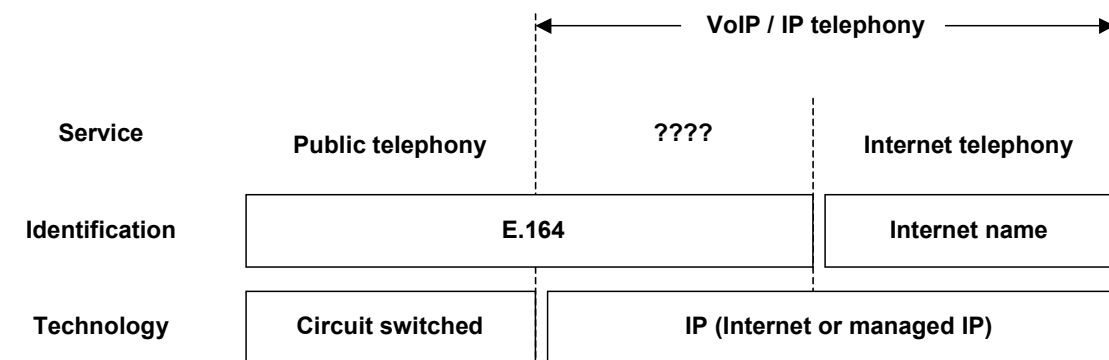 VoIP / IP telephony
Service
Public telephony
????
Internet telephony
Identification
E.164
Internet name
Technology
Circuit switched
IP (Internet or managed IP)